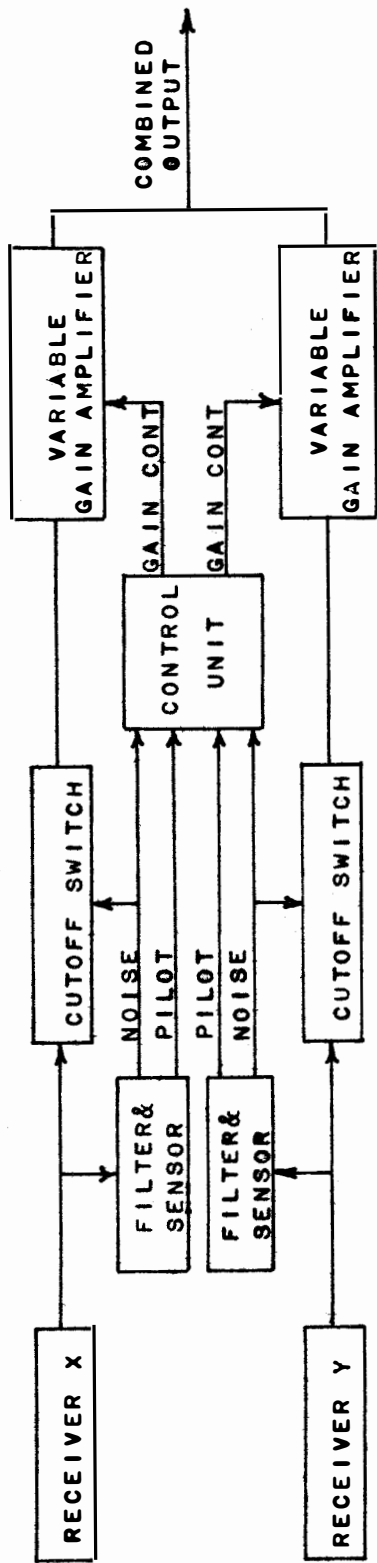 RECEIVER X
CUTOFF SWITCH
VARIABLE
GAIN AMPLIFIER
FILTER&
SENSOR
NOISE
PILOT
CONTROL
UNIT
GAIN CONT
COMBINED
OUTPUT
FILTER&
SENSOR
PILOT
NOISE
GAIN CONT
RECEIVER Y
CUTOFF SWITCH
VARIABLE
GAIN AMPLIFIER